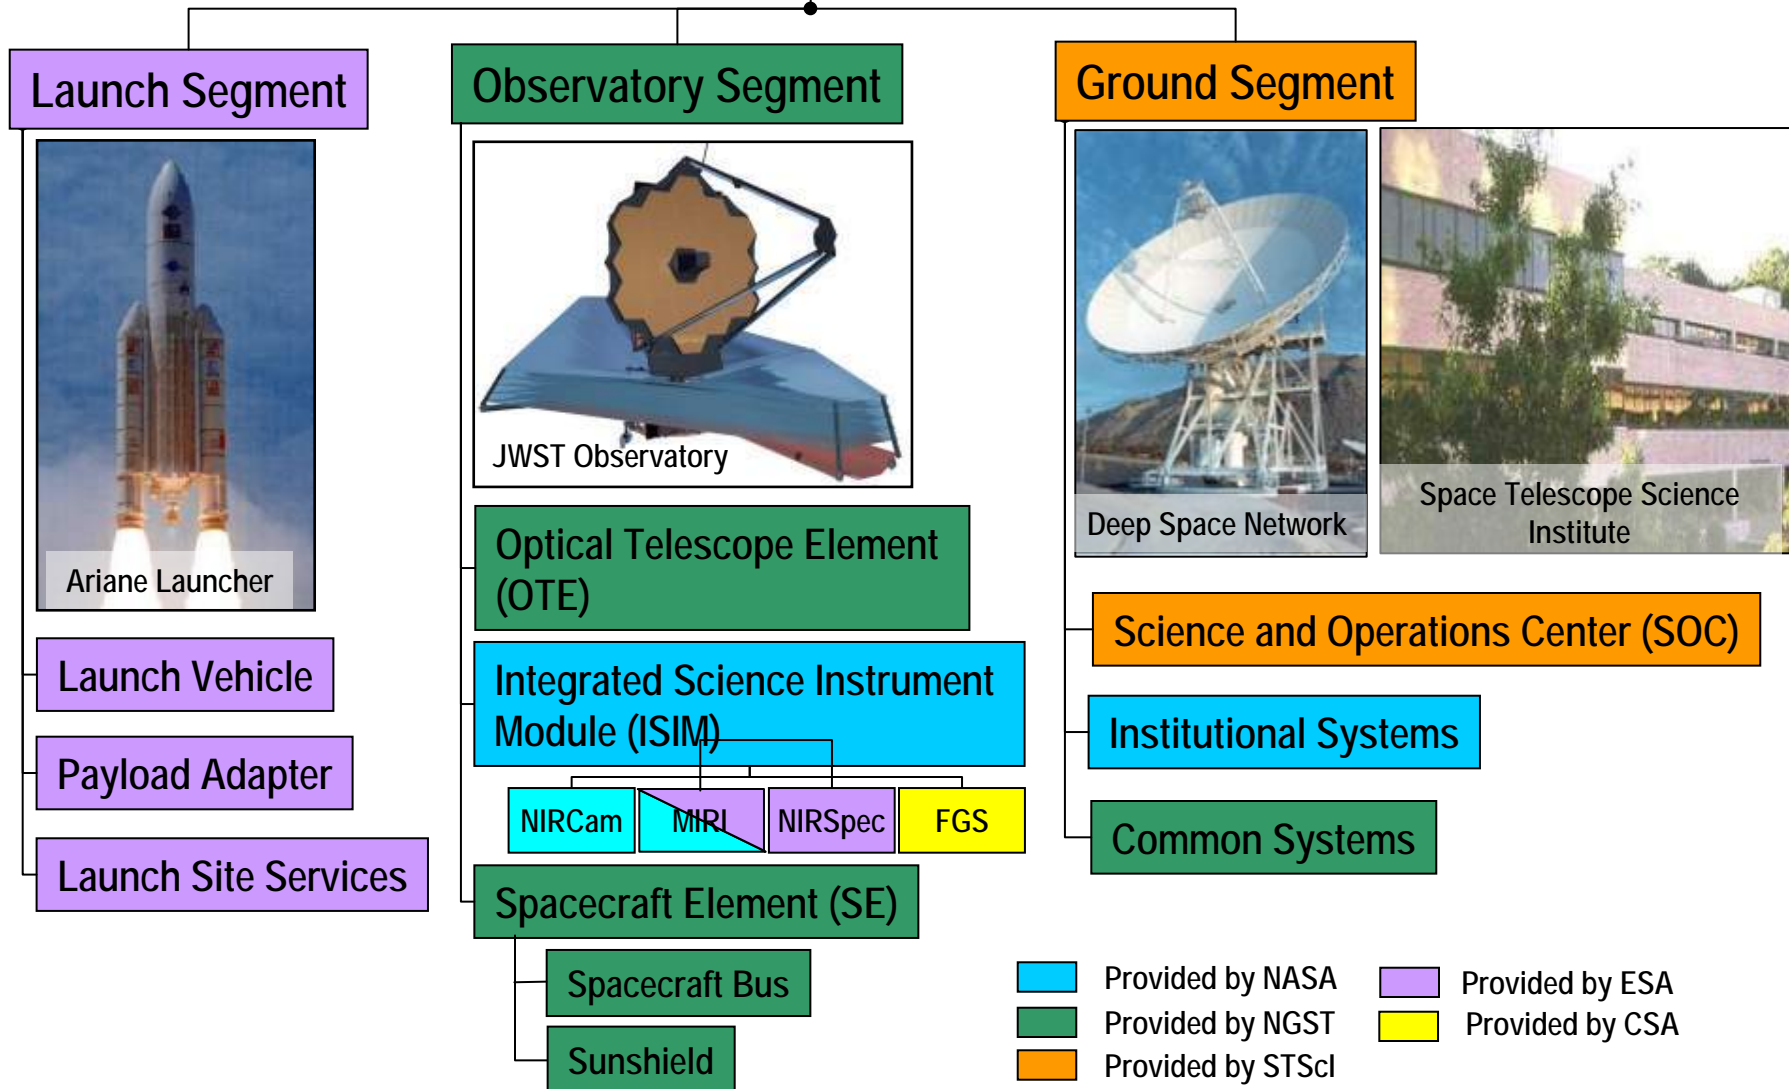 Launch Segment
Ariane Launcher
Launch Vehicle
Payload Adapter
Launch Site Services
Observatory Segment
JWST Observatory
Optical Telescope Element
(OTE)
Integrated Science Instrument
Module (ISIM)
NIRCam
MIRI
NIRSpec
FGS
Spacecraft Element (SE)
Spacecraft Bus
Sunshield
Ground Segment
Deep Space Network
Space Telescope Science
Institute
Science and Operations Center (SOC)
Institutional Systems
Common Systems
Provided by NASA
Provided by NGST
Provided by STScI
Provided by ESA
Provided by CSA